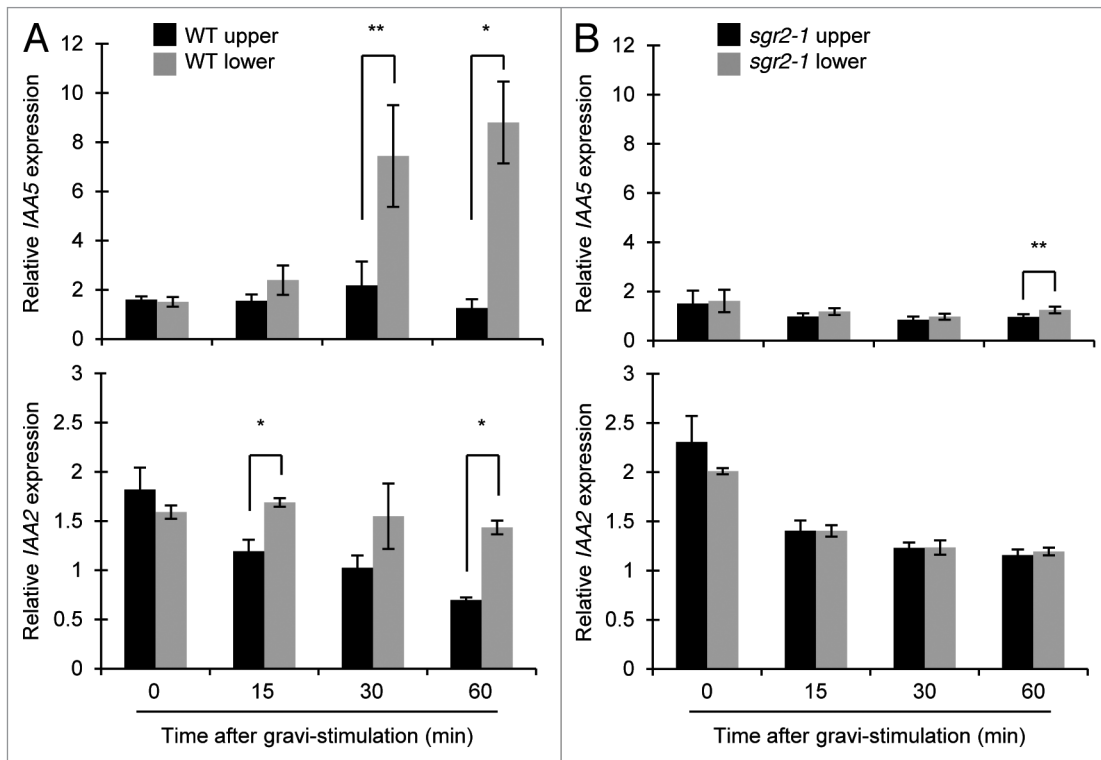 A
WT upper
WT lower
Relative IAA5 expression
12
10
8
6
4
2
0
**
*
Relative IAA2 expression
3
2.5
2
1.5
1
0.5
0
*
*
0 15 30 60
Time after gravi-stimulation (min)
B
sgr2-1 upper
sgr2-1 lower
Relative IAA5 expression
12
10
8
6
4
2
0
**
Relative IAA2 expression
3
2.5
2
1.5
1
0.5
0
0 15 30 60
Time after gravi-stimulation (min)